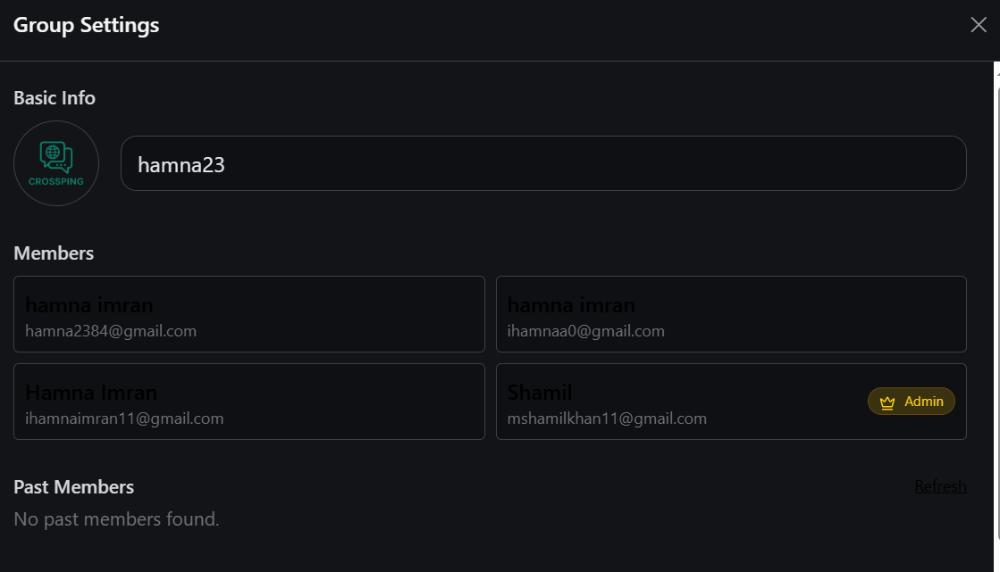 Group Settings
Basic Info
CROSSPING
hamna23
Members
hamna imran
hamna2384@gmail.com
hamna imran
ihamnaa0@gmail.com
Hamna Imran
ihamnaimran11@gmail.com
Shamil
mshamilkhan11@gmail.com
Admin
Past Members
Refresh
No past members found.